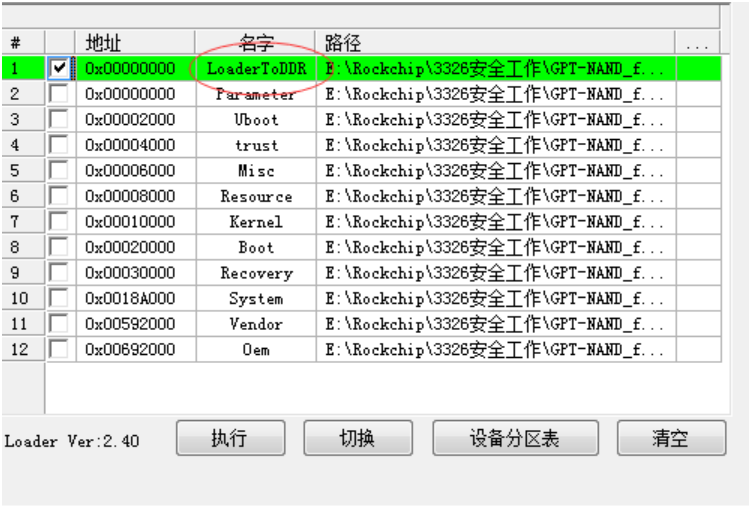 # 地址 名字 路径 ...
1 0x00000000 LoaderToDDR E:\Rockchip\3326安全工作\GPT-NAND_f...
2 0x00000000 Parameter E:\Rockchip\3326安全工作\GPT-NAND_f...
3 0x00002000 Uboot E:\Rockchip\3326安全工作\GPT-NAND_f...
4 0x00004000 trust E:\Rockchip\3326安全工作\GPT-NAND_f...
5 0x00006000 Misc E:\Rockchip\3326安全工作\GPT-NAND_f...
6 0x00008000 Resource E:\Rockchip\3326安全工作\GPT-NAND_f...
7 0x00010000 Kernel E:\Rockchip\3326安全工作\GPT-NAND_f...
8 0x00020000 Boot E:\Rockchip\3326安全工作\GPT-NAND_f...
9 0x00030000 Recovery E:\Rockchip\3326安全工作\GPT-NAND_f...
10 0x0018A000 System E:\Rockchip\3326安全工作\GPT-NAND_f...
11 0x00592000 Vendor E:\Rockchip\3326安全工作\GPT-NAND_f...
12 0x00692000 Oem E:\Rockchip\3326安全工作\GPT-NAND_f...
Loader Ver:2.40 执行 切换 设备分区表 清空